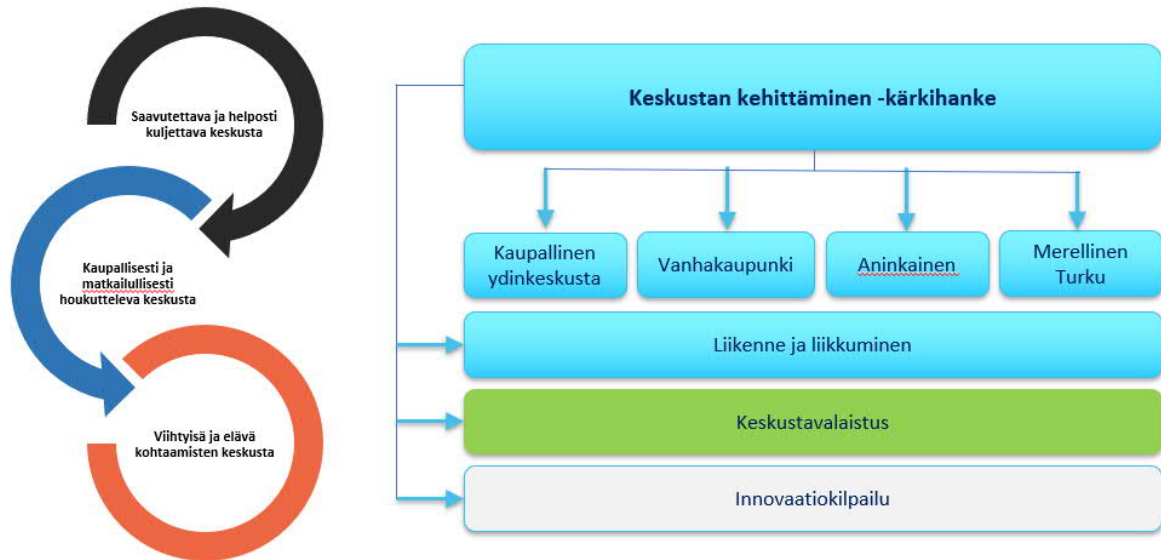 Saavutettava ja helposti
kuljettava keskusta
Kaupallisesti ja
matkailullisesti
houkutteleva keskusta
Viihtyisä ja elävä
kohtaamisten keskusta
Keskustan kehittäminen -kärkihanke
Kaupallinen
ydinkeskusta
Vanhakaupunki
Aninkainen
Merellinen
Turku
Liikenne ja liikkuminen
Keskustavalaistus
Innovaatiokilpailu